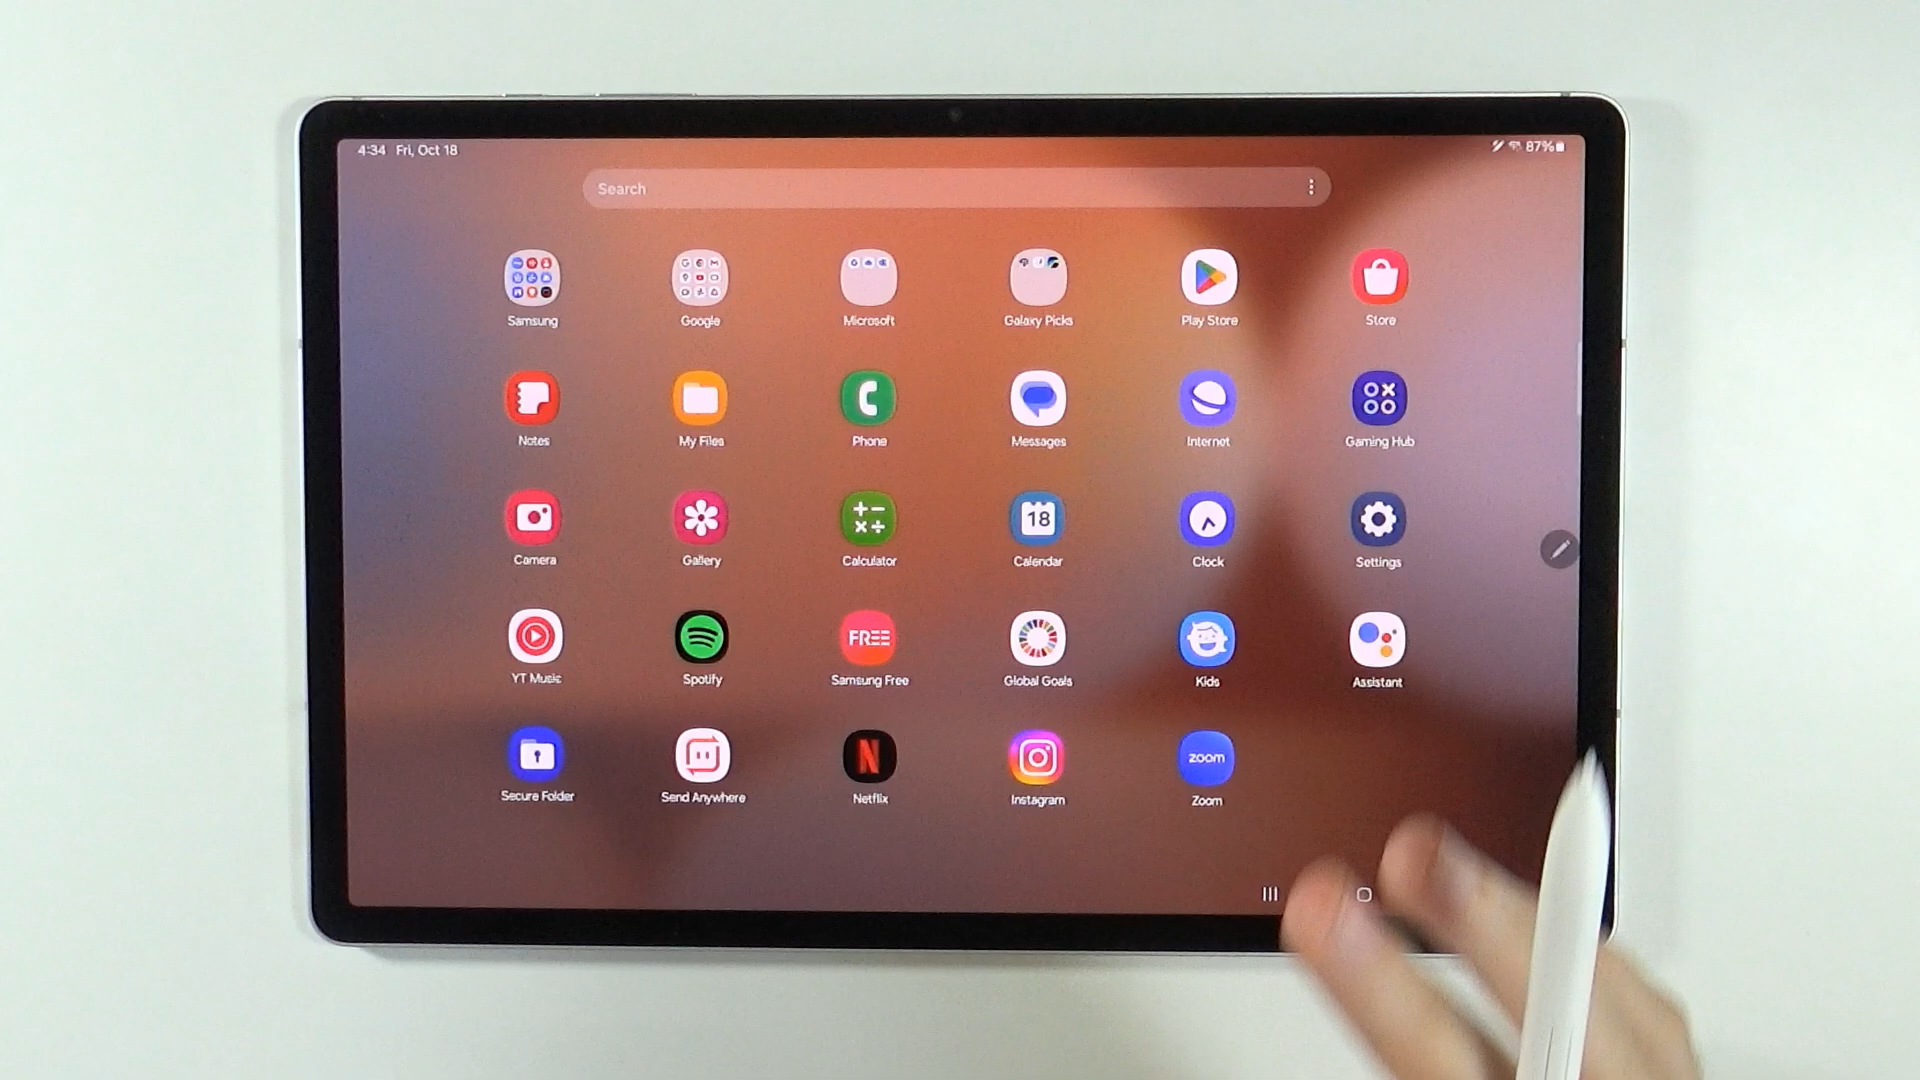 4:34 Fri, Oct 18 87%
Search
Samsung Google Microsoft Galaxy Picks Play Store Store
Notes My Files Phone Messages Internet Gaming Hub
18
Camera Gallery Calculator Calendar Clock Settings
FREE
YT Music Spotify Samsung Free Global Goals Kids Assistant
zoom
Secure Folder Send Anywhere Netflix Instagram Zoom